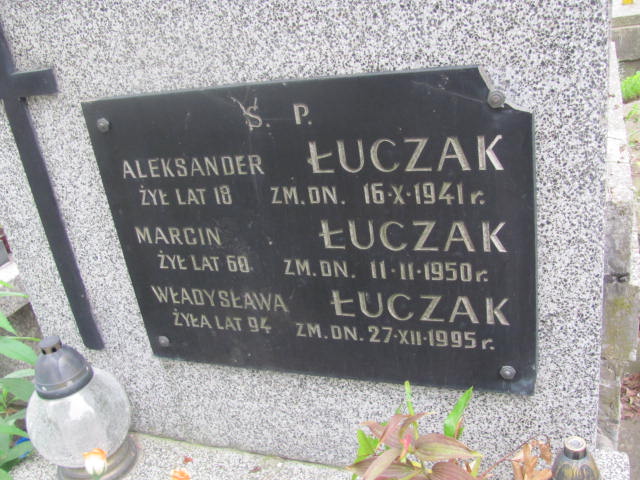 Ś. P.
ALEKSANDER ŁUCZAK
ŻYŁ LAT 18 ZM. DN. 16·X·1941 r.
MARCIN ŁUCZAK
ŻYŁ LAT 60 ZM. DN. 11·11·1950 r.
WŁADYSŁAWA ŁUCZAK
ŻYŁA LAT 94 ZM. DN. 27·XII·1995 r.